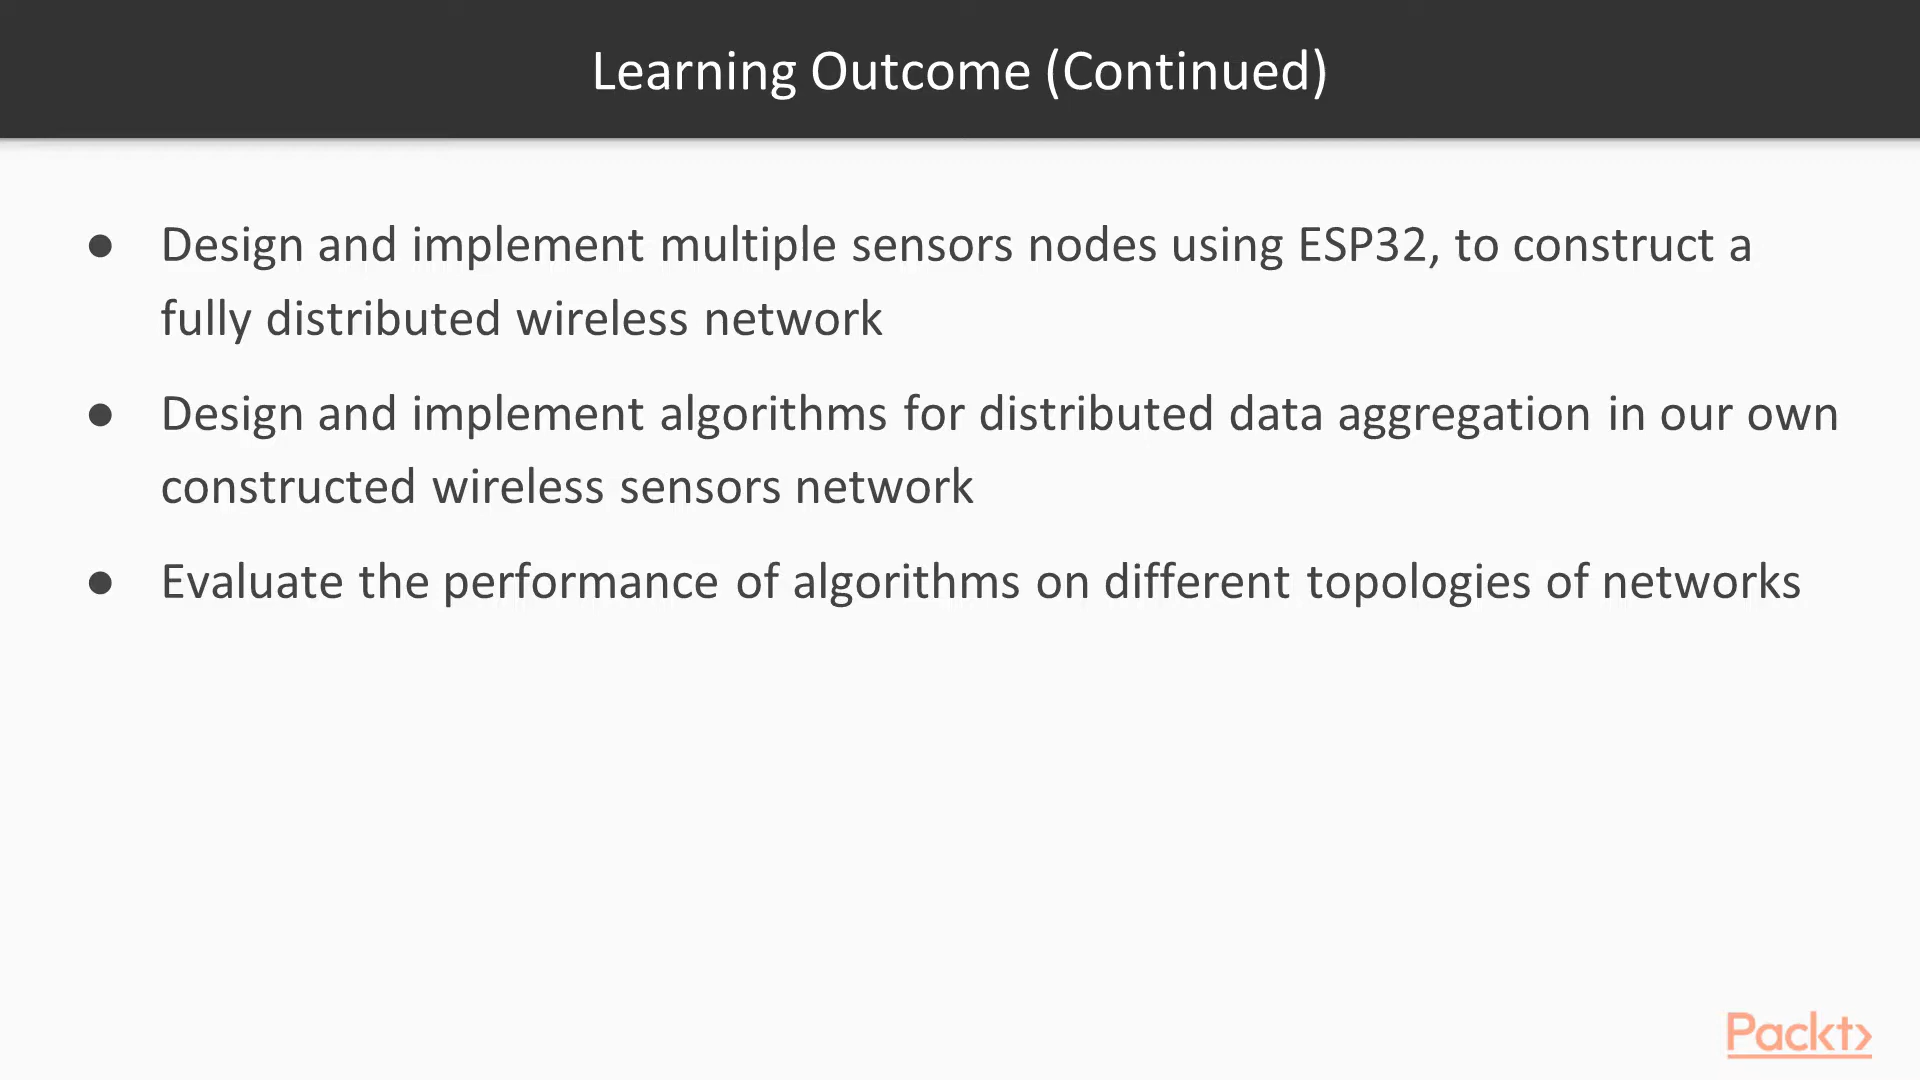 Learning Outcome (Continued)
● Design and implement multiple sensors nodes using ESP32, to construct a
fully distributed wireless network
● Design and implement algorithms for distributed data aggregation in our own
constructed wireless sensors network
● Evaluate the performance of algorithms on different topologies of networks
Packt>